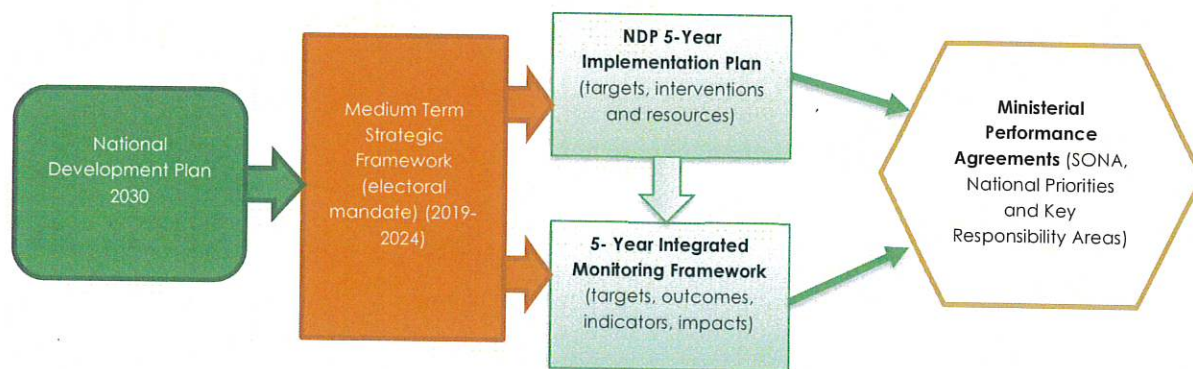 National
Development Plan
2030
Medium Term
Strategic
Framework
(electoral
mandate) (2019-
2024)
NDP 5-Year
Implementation Plan
(targets, interventions
and resources)
5- Year Integrated
Monitoring Framework
(targets, outcomes,
indicators, impacts)
Ministerial
Performance
Agreements (SONA,
National Priorities
and Key
Responsibility Areas)